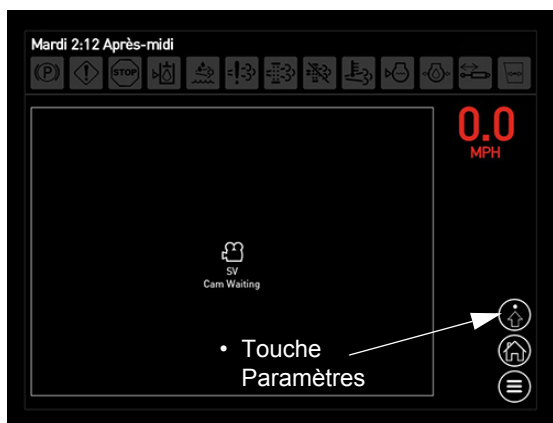 Mardi 2:12 Après-midi
(P)
STOP
0.0
MPH
SV
Cam Waiting
• Touche
Paramètres